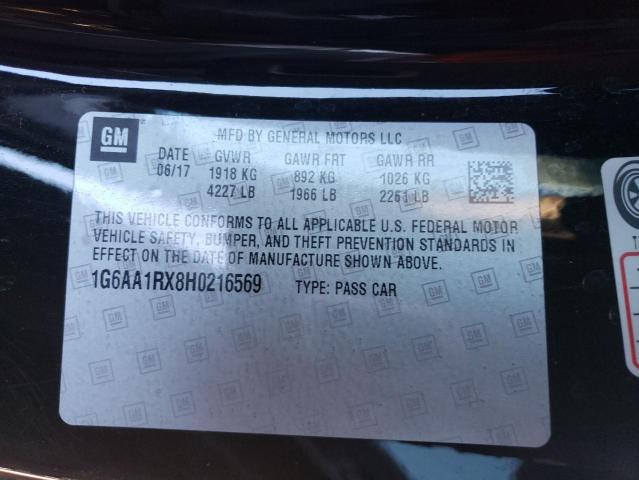 GM MFD BY GENERAL MOTORS LLC
DATE GVWR GAWR FRT GAWR RR
06/17 1918 KG 892 KG 1026 KG
4227 LB 1966 LB 2261 LB
THIS VEHICLE CONFORMS TO ALL APPLICABLE U.S. FEDERAL MOTOR
VEHICLE SAFETY, BUMPER, AND THEFT PREVENTION STANDARDS IN
EFFECT ON THE DATE OF MANUFACTURE SHOWN ABOVE.
1G6AA1RX8H0216569 TYPE: PASS CAR